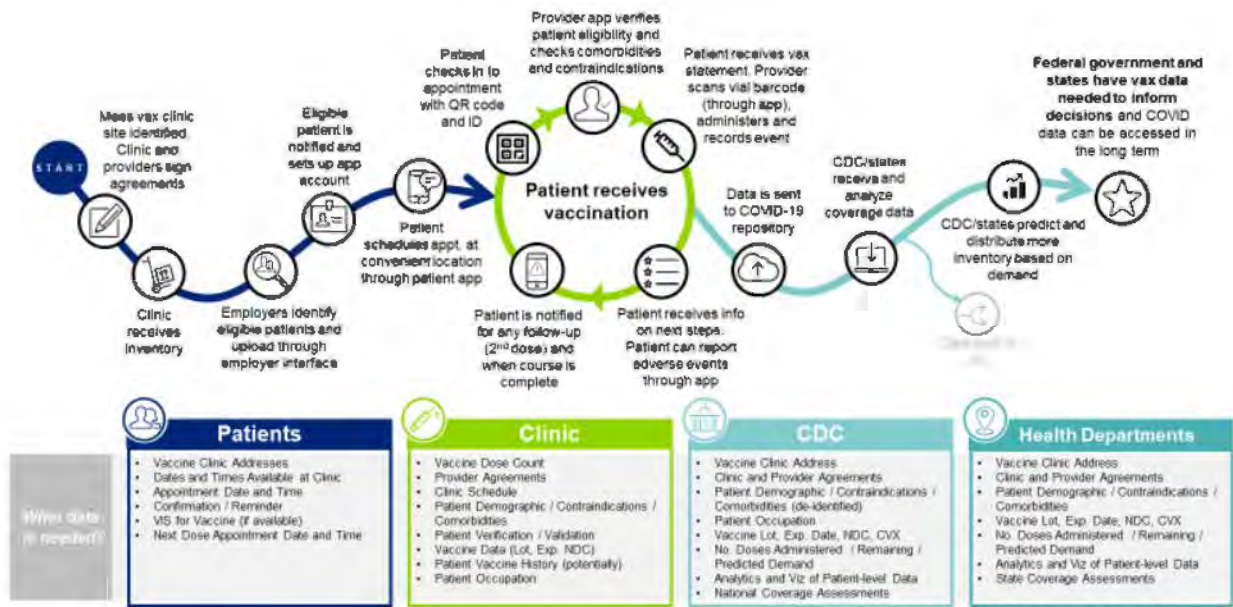 START
Mass vax clinic
site identified
Clinic and
providers sign
agreements
Clinic
receives
inventory
Employers identify
eligible patients and
upload through
employer interface
Eligible
patient is
notified and
sets up app
account
Patient
schedules appt. at
convenient location
through patient app
Patient
checks in to
appointment
with QR code
and ID
Provider app verifies
patient eligibility and
checks comorbidities
and contraindications
Patient receives vax
statement. Provider
scans vial barcode
(through app),
administers and
records event
Patient receives
vaccination
Patient receives info
on next steps.
Patient can report
adverse events
through app
Patient is notified
for any follow-up
(2nd dose) and
when course is
complete
Data is sent
to COVID-19
repository
CDC/states
receive and
analyze
coverage data
CDC/states predict and
distribute more
inventory based on
demand
Federal government and
states have vax data
needed to inform
decisions and COVID
data can be accessed in
the long term
What data
is needed?
Patients
• Vaccine Clinic Addresses
• Dates and Times Available at Clinic
• Appointment Date and Time
• Confirmation / Reminder
• VIS for Vaccine (if available)
• Next Dose Appointment Date and Time
Clinic
• Vaccine Dose Count
• Provider Agreements
• Clinic Schedule
• Patient Demographic / Contraindications /
Comorbidities
• Patient Verification / Validation
• Vaccine Data (Lot, Exp. NDC)
• Patient Vaccine History (potentially)
• Patient Occupation
CDC
• Vaccine Clinic Address
• Clinic and Provider Agreements
• Patient Demographic / Contraindications /
Comorbidities (de-identified)
• Patient Occupation
• Vaccine Lot, Exp. Date, NDC, CVX
• No. Doses Administered / Remaining /
Predicted Demand
• Analytics and Viz of Patient-level Data
• National Coverage Assessments
Health Departments
• Vaccine Clinic Address
• Clinic and Provider Agreements
• Patient Demographic / Contraindications /
Comorbidities
• Vaccine Lot, Exp. Date, NDC, CVX
• No. Doses Administered / Remaining /
Predicted Demand
• Analytics and Viz of Patient-level Data
• State Coverage Assessments